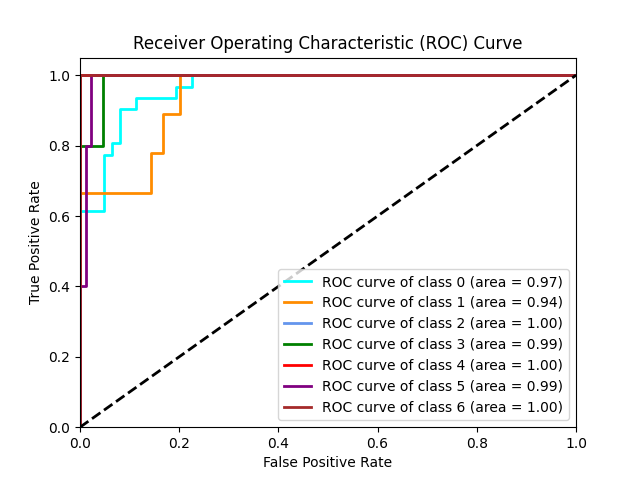 Receiver Operating Characteristic (ROC) Curve
True Positive Rate
1.0
0.8
0.6
0.4
0.2
0.0
ROC curve of class 0 (area = 0.97)
ROC curve of class 1 (area = 0.94)
ROC curve of class 2 (area = 1.00)
ROC curve of class 3 (area = 0.99)
ROC curve of class 4 (area = 1.00)
ROC curve of class 5 (area = 0.99)
ROC curve of class 6 (area = 1.00)
0.0 0.2 0.4 0.6 0.8 1.0
False Positive Rate